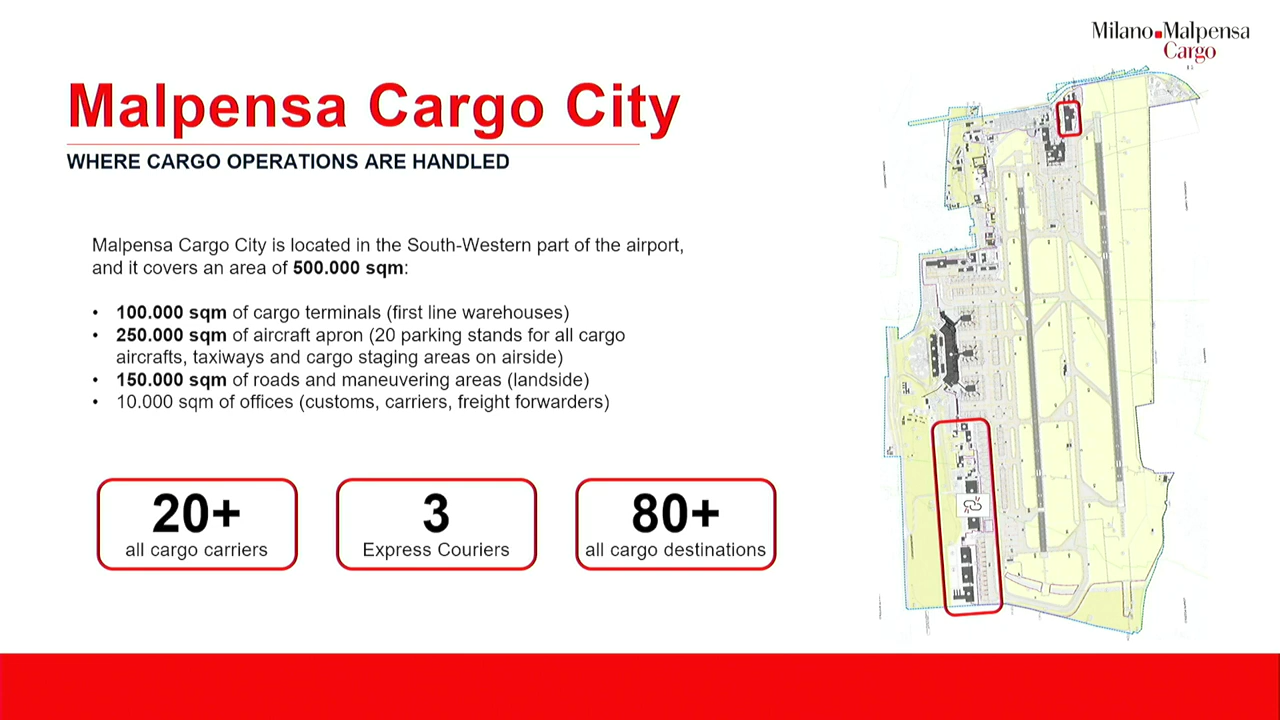 Milano Malpensa
Cargo
Malpensa Cargo City
WHERE CARGO OPERATIONS ARE HANDLED
Malpensa Cargo City is located in the South-Western part of the airport,
and it covers an area of 500.000 sqm:
• 100.000 sqm of cargo terminals (first line warehouses)
• 250.000 sqm of aircraft apron (20 parking stands for all cargo
aircrafts, taxiways and cargo staging areas on airside)
• 150.000 sqm of roads and maneuvering areas (landside)
• 10.000 sqm of offices (customs, carriers, freight forwarders)
20+
all cargo carriers
3
Express Couriers
80+
all cargo destinations